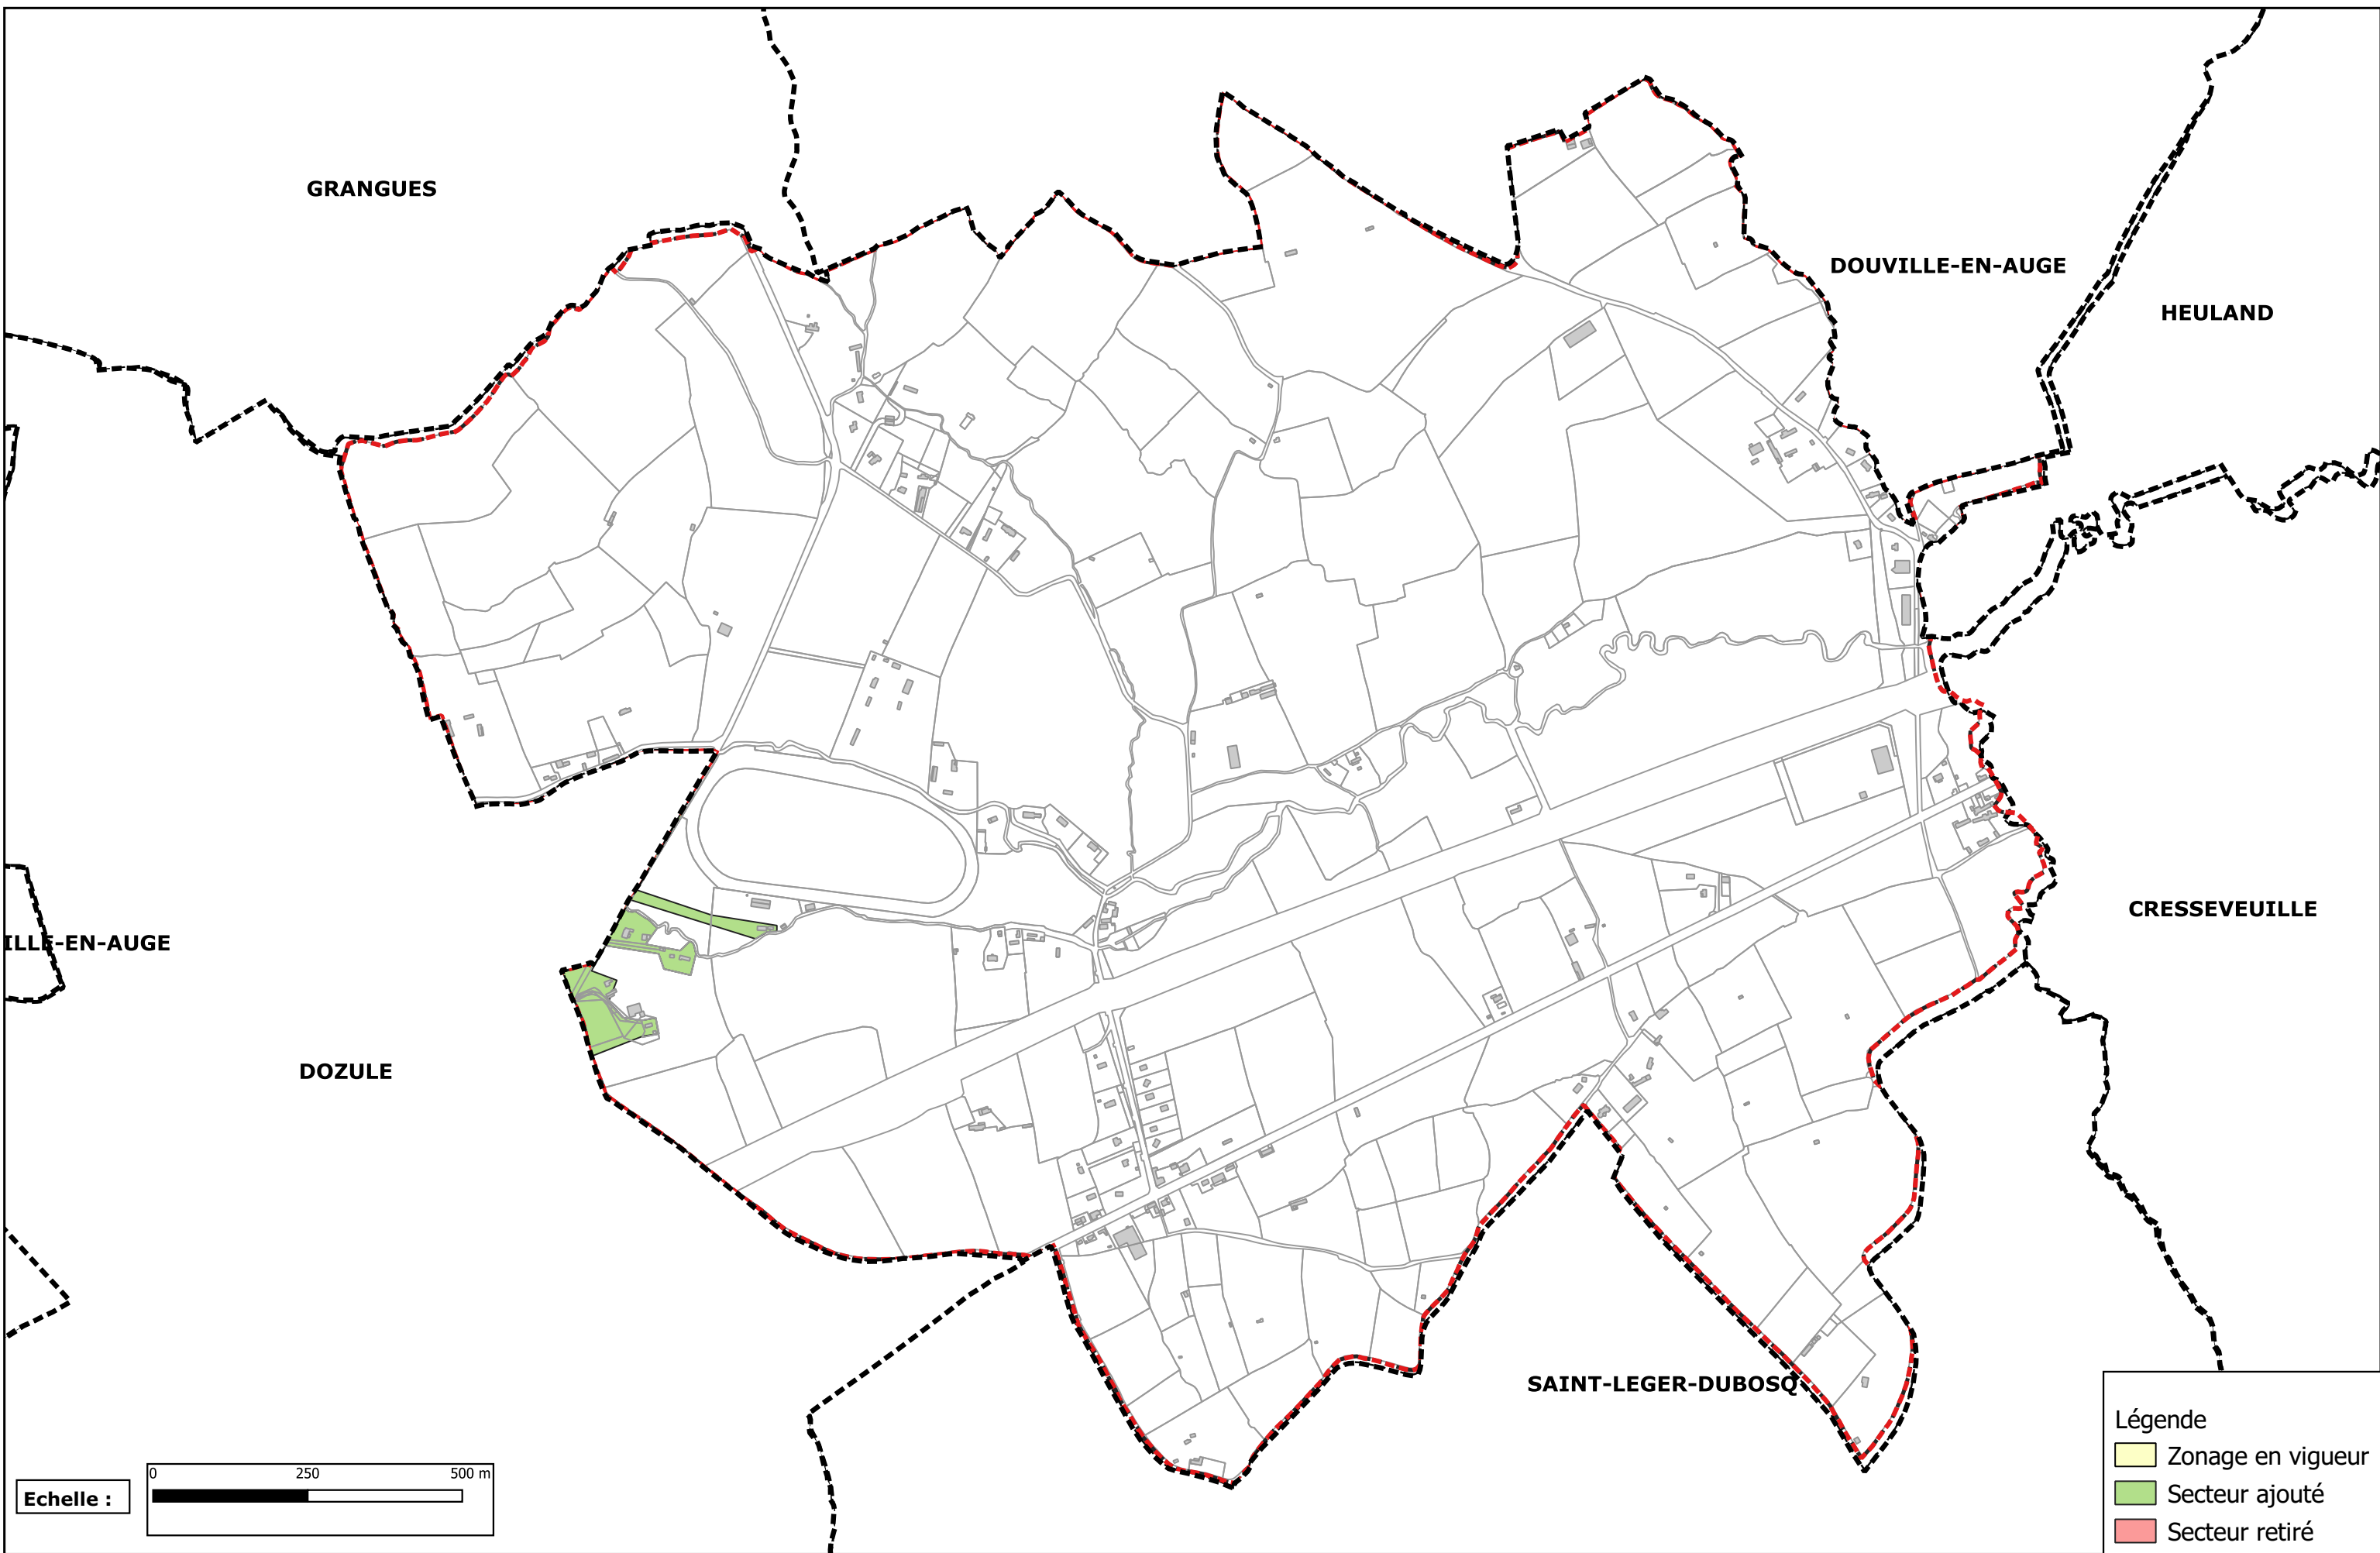 GRANGUES
DOUVILLE-EN-AUGE
HEULAND
CRESSEVEUILLE
ILLE-EN-AUGE
DOZULE
SAINT-LEGER-DUBOSQ
Légende
Zonage en vigueur
Secteur ajouté
Secteur retiré
Echelle :
0 250 500 m